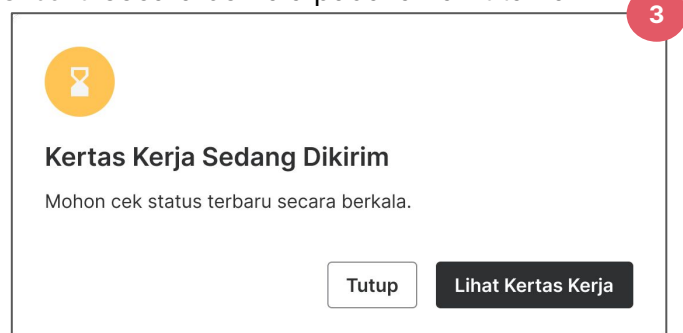 3
Kertas Kerja Sedang Dikirim
Mohon cek status terbaru secara berkala.
Tutup
Lihat Kertas Kerja